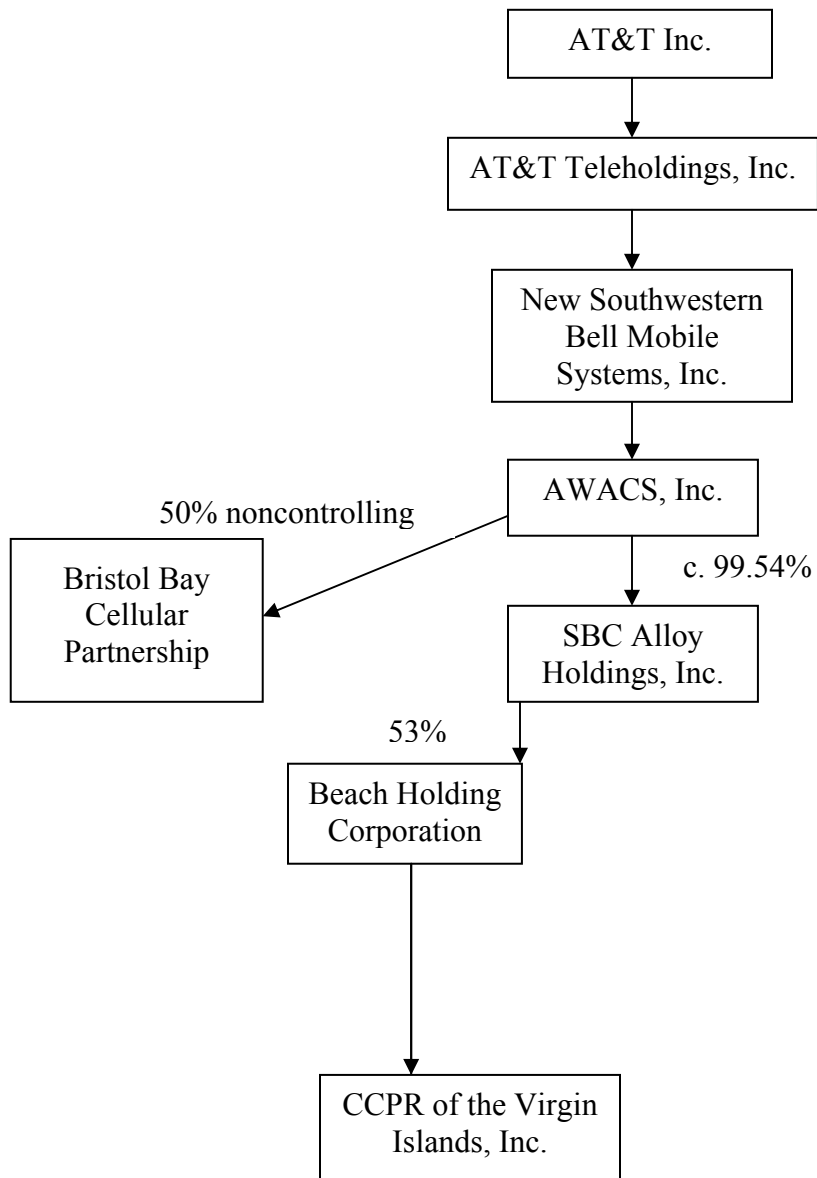 AT&T Inc.
AT&T Teleholdings, Inc.
New Southwestern
Bell Mobile
Systems, Inc.
AWACS, Inc.
50% noncontrolling
Bristol Bay
Cellular
Partnership
c. 99.54%
SBC Alloy
Holdings, Inc.
53%
Beach Holding
Corporation
CCPR of the Virgin
Islands, Inc.